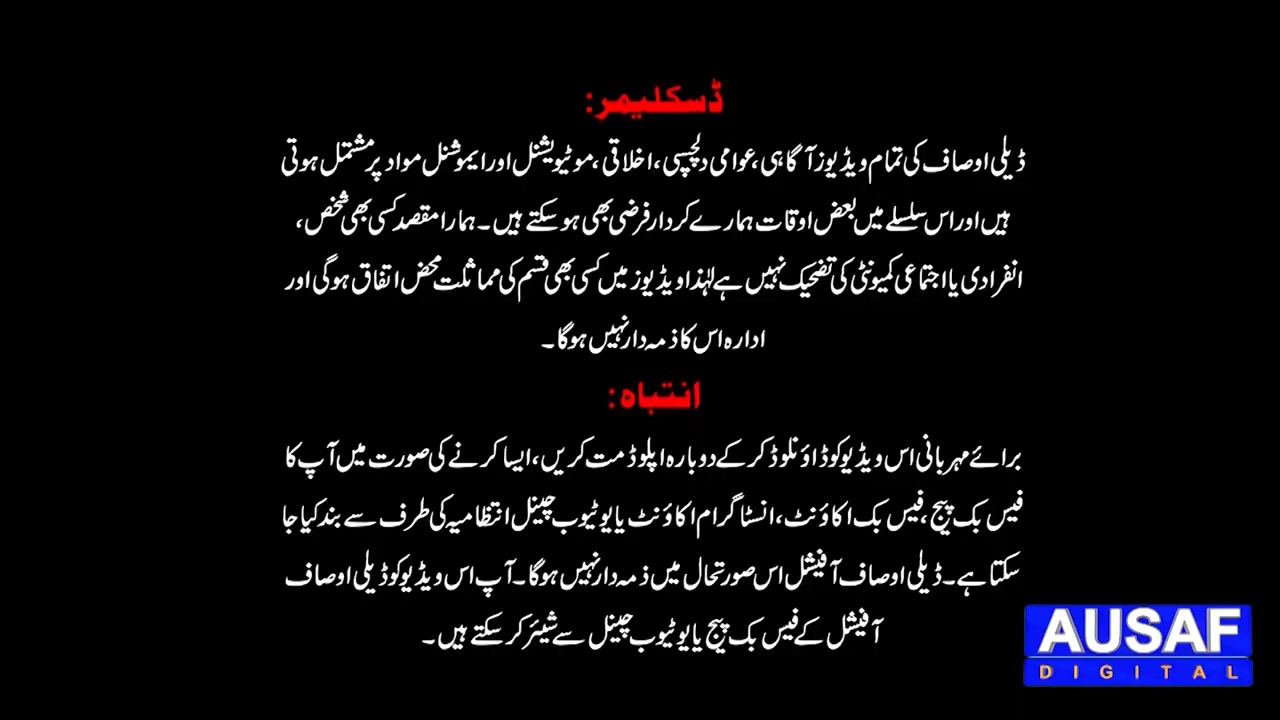 ڈسکلیمر:
ڈیلی اوصاف کی تمام ویڈیوز آگاہی، عوامی دلچسپی، اخلاقی، موٹیویشنل اور ایموشنل مواد پر مشتمل ہوتی
ہیں اور اس سلسلے میں بعض اوقات ہمارے کردار فرضی بھی ہو سکتے ہیں۔ ہمارا مقصد کسی بھی شخص،
انفرادی یا اجتماعی کمیونٹی کی تضحیک نہیں ہے لہٰذا ویڈیوز میں کسی بھی قسم کی مماثلت محض اتفاق ہوگی اور
ادارہ اس کا ذمہ دار نہیں ہوگا۔
انتباہ:
برائے مہربانی اس ویڈیو کو ڈاؤنلوڈ کر کے دوبارہ اپلوڈ مت کریں، ایسا کرنے کی صورت میں آپ کا
فیس بک پیج، فیس بک اکاؤنٹ، انسٹاگرام اکاؤنٹ یا یوٹیوب چینل انتظامیہ کی طرف سے بند کیا جا
سکتا ہے۔ ڈیلی اوصاف آفیشل اس صورتحال میں ذمہ دار نہیں ہوگا۔ آپ اس ویڈیو کو ڈیلی اوصاف
آفیشل کے فیس بک پیج یا یوٹیوب چینل سے شیئر کر سکتے ہیں۔
AUSAF
DIGITAL